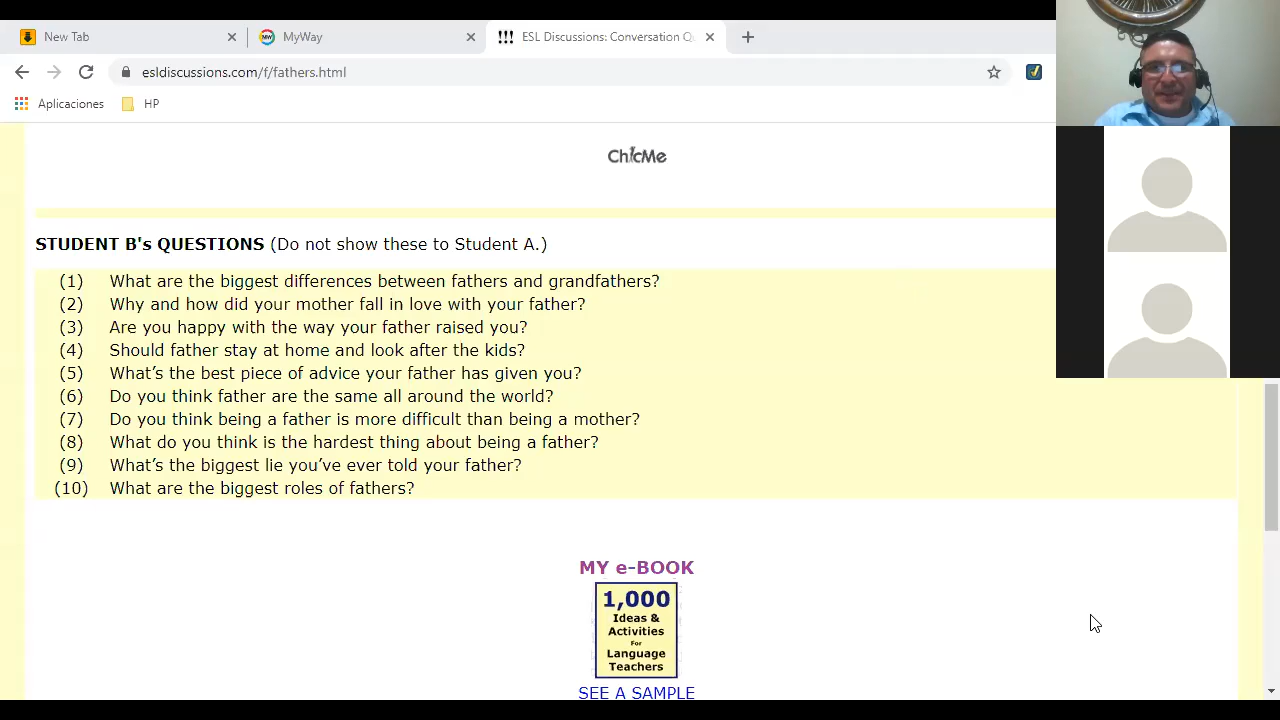 New Tab
MyWay
ESL Discussions: Conversation Q
esldiscussions.com/f/fathers.html
Aplicaciones
HP
ChicMe
STUDENT B's QUESTIONS (Do not show these to Student A.)
(1) What are the biggest differences between fathers and grandfathers?
(2) Why and how did your mother fall in love with your father?
(3) Are you happy with the way your father raised you?
(4) Should father stay at home and look after the kids?
(5) What's the best piece of advice your father has given you?
(6) Do you think father are the same all around the world?
(7) Do you think being a father is more difficult than being a mother?
(8) What do you think is the hardest thing about being a father?
(9) What's the biggest lie you've ever told your father?
(10) What are the biggest roles of fathers?
MY e-BOOK
1,000
Ideas &
Activities
For
Language
Teachers
SEE A SAMPLE